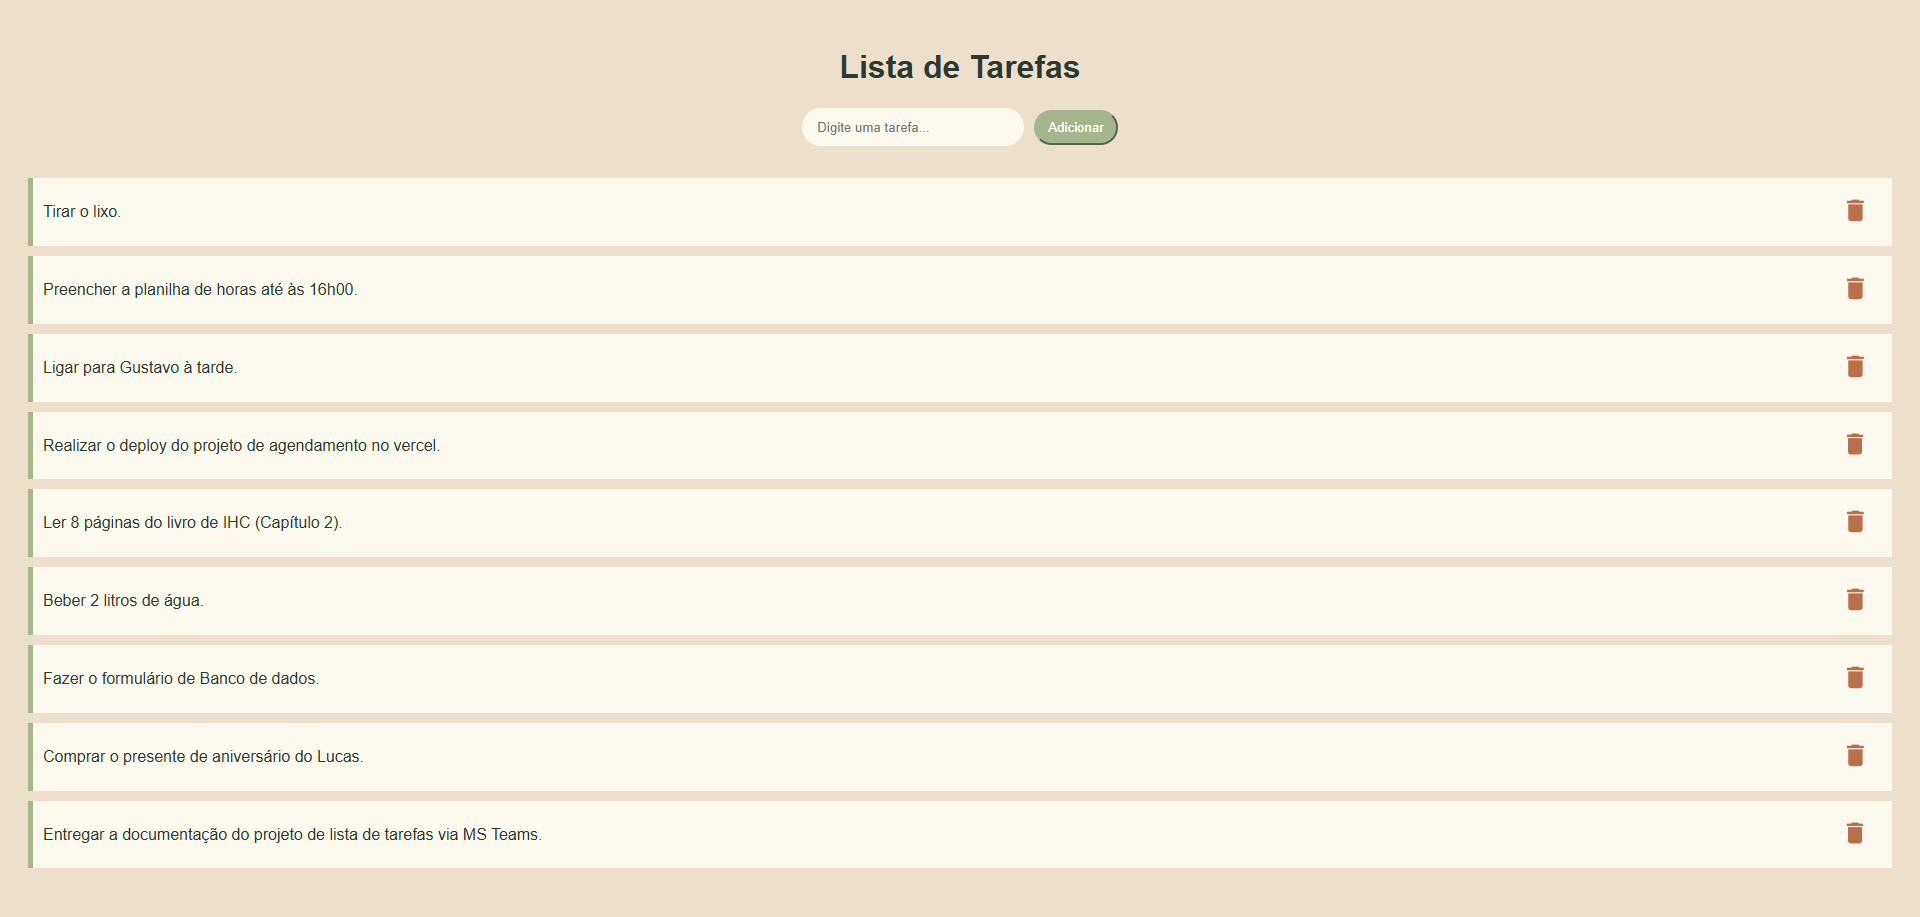 Lista de Tarefas
Digite uma tarefa... Adicionar
Tirar o lixo.
Preencher a planilha de horas até às 16h00.
Ligar para Gustavo à tarde.
Realizar o deploy do projeto de agendamento no vercel.
Ler 8 páginas do livro de IHC (Capítulo 2).
Beber 2 litros de água.
Fazer o formulário de Banco de dados.
Comprar o presente de aniversário do Lucas.
Entregar a documentação do projeto de lista de tarefas via MS Teams.